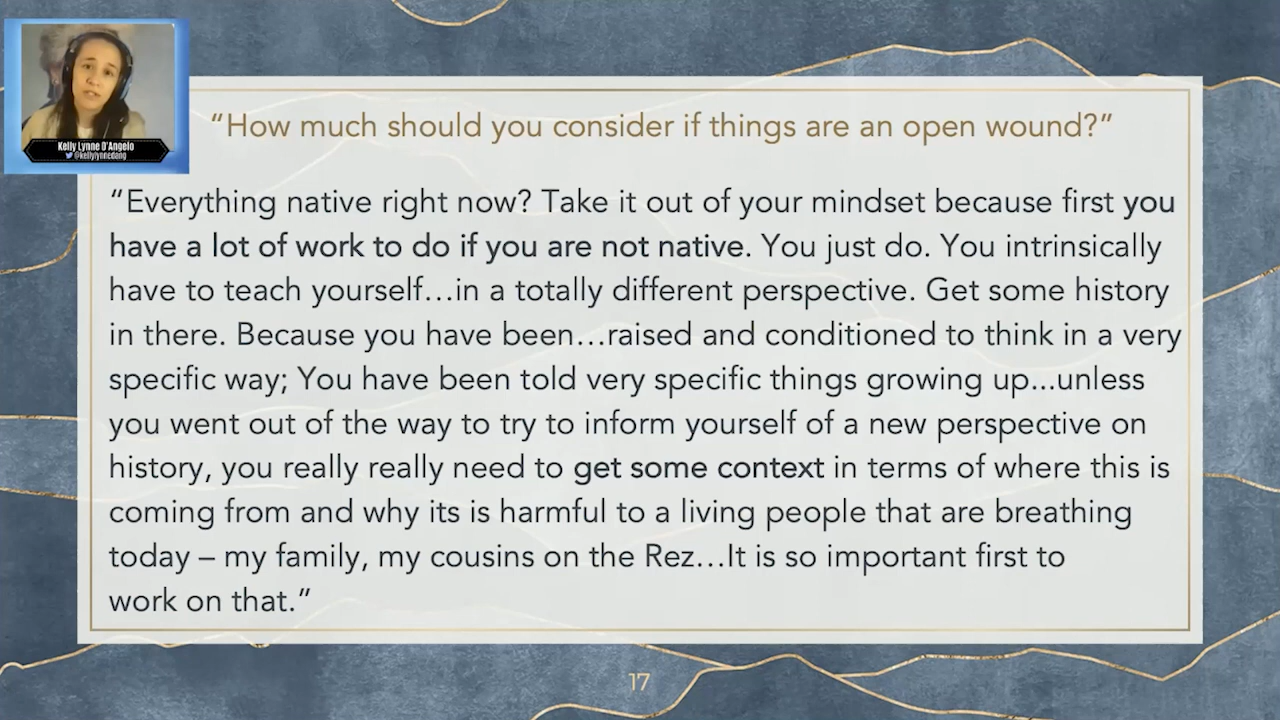 Kelly Lynne D'Angelo
@kellylynnedang
“How much should you consider if things are an open wound?”
“Everything native right now? Take it out of your mindset because first you
have a lot of work to do if you are not native. You just do. You intrinsically
have to teach yourself…in a totally different perspective. Get some history
in there. Because you have been…raised and conditioned to think in a very
specific way; You have been told very specific things growing up...unless
you went out of the way to try to inform yourself of a new perspective on
history, you really really need to get some context in terms of where this is
coming from and why its is harmful to a living people that are breathing
today – my family, my cousins on the Rez…It is so important first to
work on that.”
17